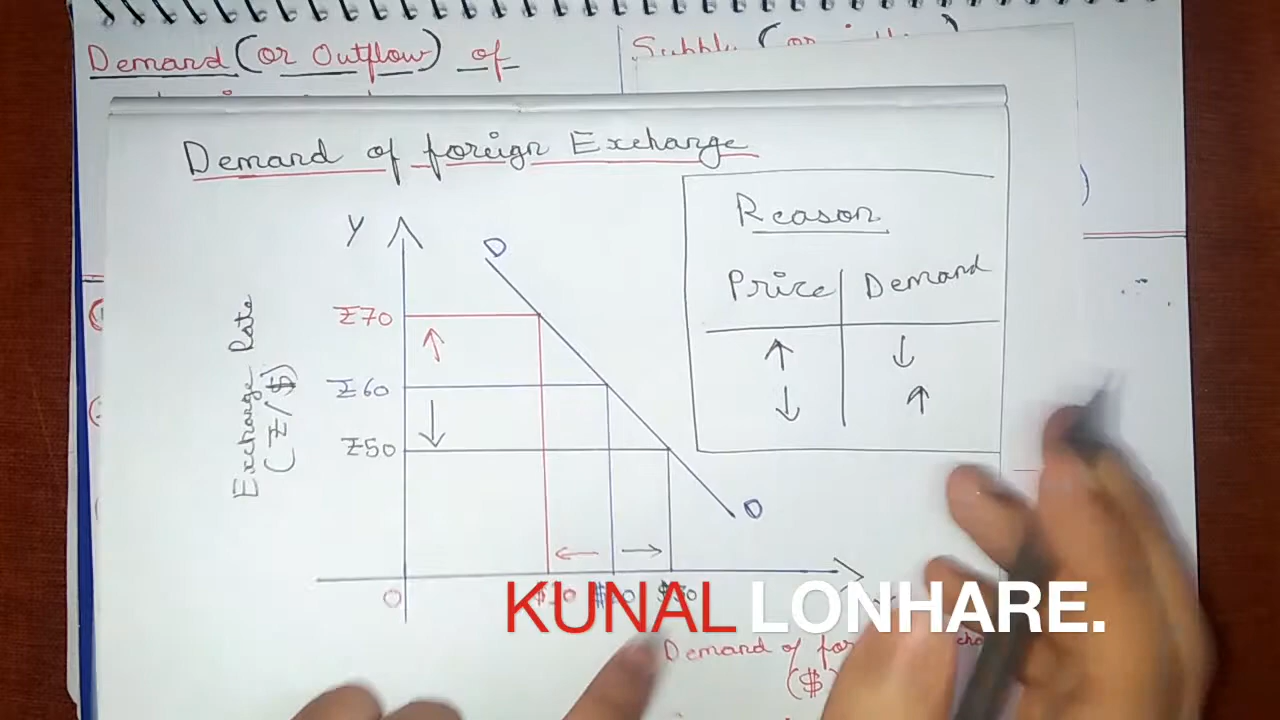 Demand (or Outflow) of
Demand of foreign Exchange
Y
D
Reason
Price Demand
Exchange Rate
(₹/$)
₹70
₹60
₹50
D
O
KUNAL LONHARE.
Demand of
($)